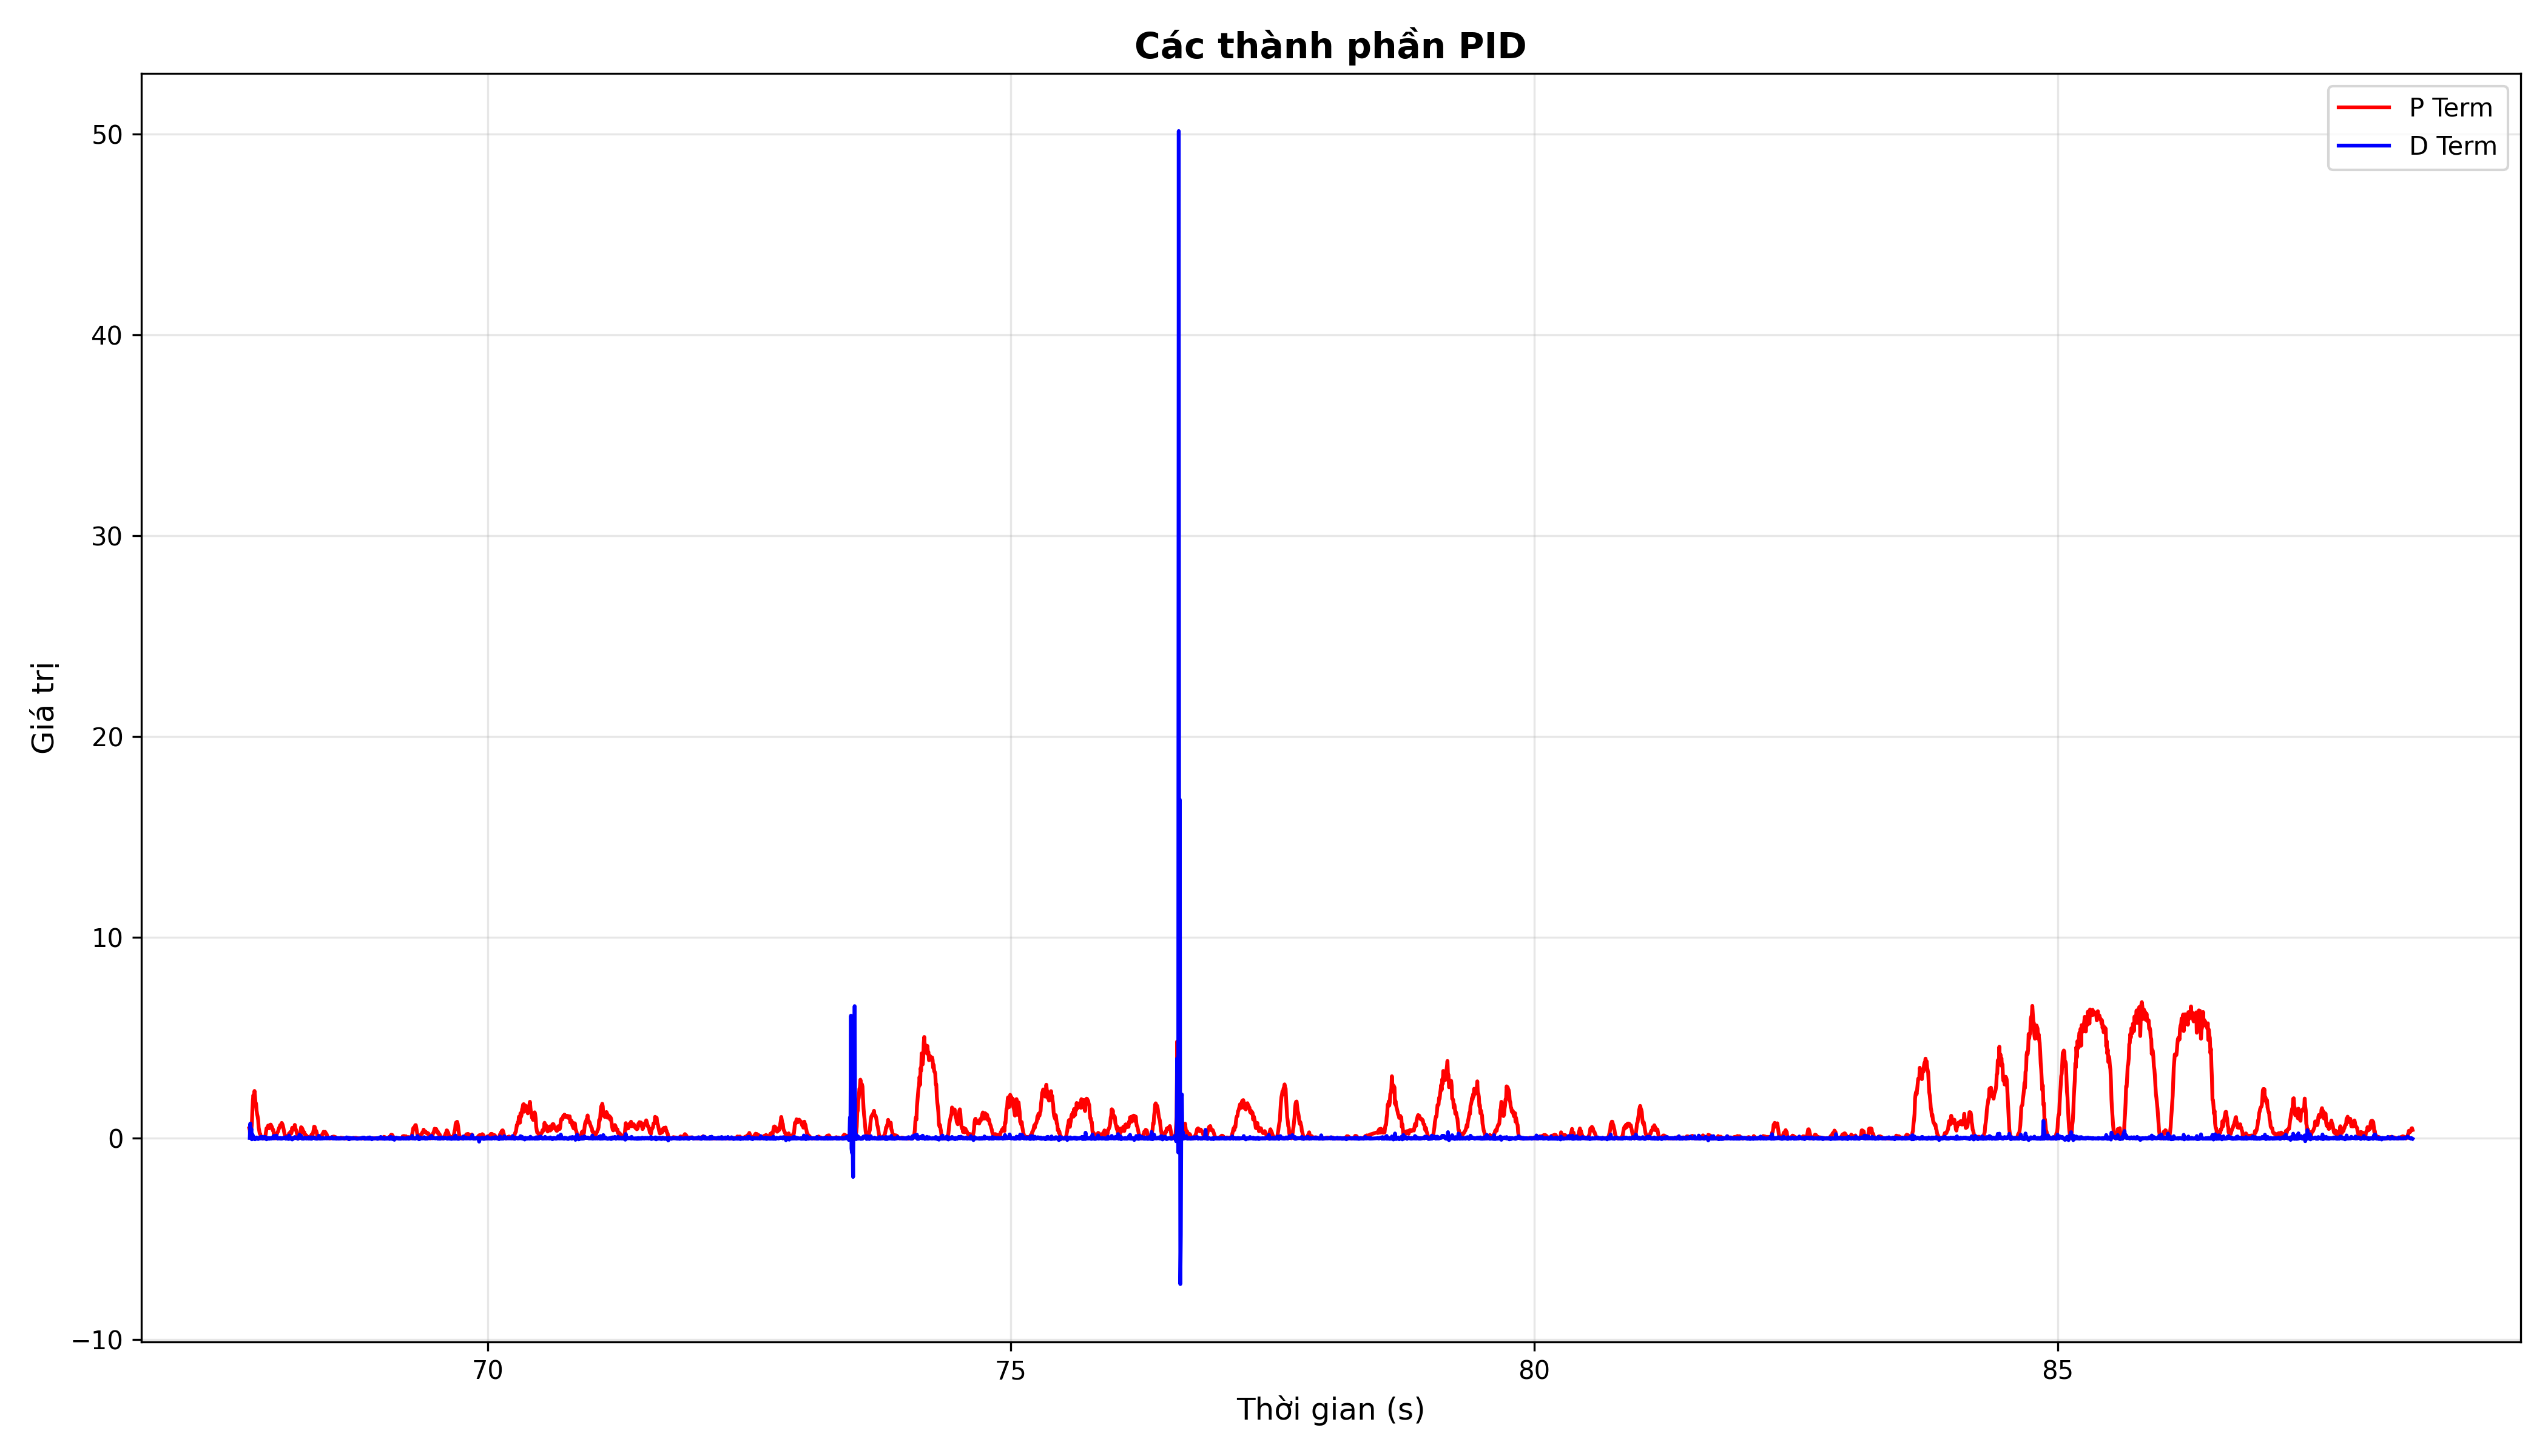 Các thành phần PID
P Term
D Term
50
40
30
20
10
0
−10
Giá trị
70
75
80
85
Thời gian (s)